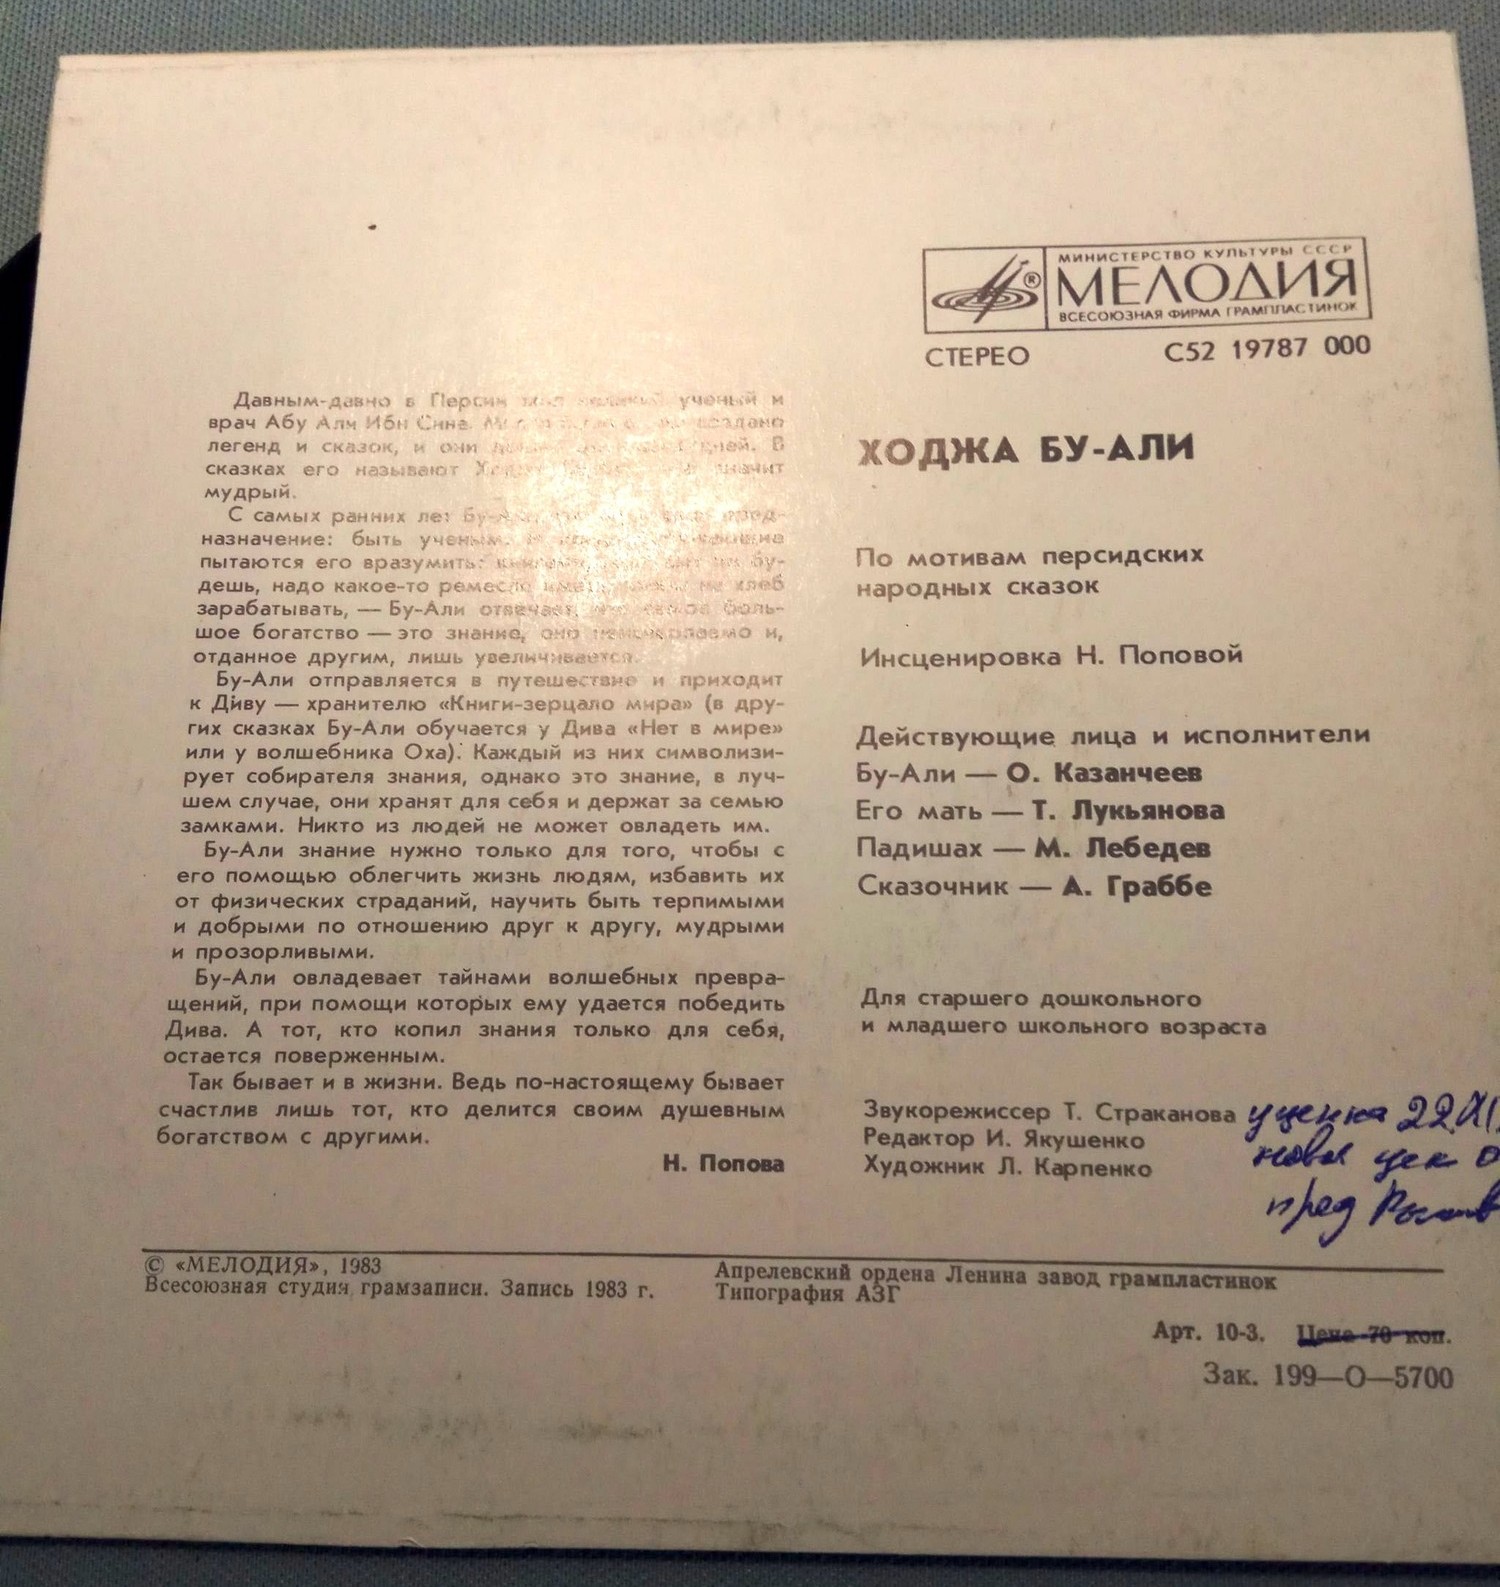 МИНИСТЕРСТВО КУЛЬТУРЫ СССР
МЕЛОДИЯ
ВСЕСОЮЗНАЯ ФИРМА ГРАМПЛАСТИНОК
®
СТЕРЕО С52 19787 000
Давным-давно в Персии ученый и
врач Абу Али Ибн Сина.
легенд и сказок, и они дней. В
сказках его называют значит
мудрый.
С самых ранних лет пред-
назначение: быть ученым.
пытаются его вразумить: бу-
дешь, надо какое-то ремесло хлеб
зарабатывать, — Бу-Али отвечает, боль-
шое богатство — это знание, оно неисчерпаемо и,
отданное другим, лишь увеличивается.
Бу-Али отправляется в путешествие и приходит
к Диву — хранителю «Книги-зерцало мира» (в дру-
гих сказках Бу-Али обучается у Дива «Нет в мире»
или у волшебника Оха). Каждый из них символизи-
рует собирателя знания, однако это знание, в луч-
шем случае, они хранят для себя и держат за семью
замками. Никто из людей не может овладеть им.
Бу-Али знание нужно только для того, чтобы с
его помощью облегчить жизнь людям, избавить их
от физических страданий, научить быть терпимыми
и добрыми по отношению друг к другу, мудрыми
и прозорливыми.
Бу-Али овладевает тайнами волшебных превра-
щений, при помощи которых ему удается победить
Дива. А тот, кто копил знания только для себя,
остается поверженным.
Так бывает и в жизни. Ведь по-настоящему бывает
счастлив лишь тот, кто делится своим душевным
богатством с другими.
Н. Попова
ХОДЖА БУ-АЛИ
По мотивам персидских
народных сказок
Инсценировка Н. Поповой
Действующие лица и исполнители
Бу-Али — О. Казанчеев
Его мать — Т. Лукьянова
Падишах — М. Лебедев
Сказочник — А. Граббе
Для старшего дошкольного
и младшего школьного возраста
Звукорежиссер Т. Страканова
Редактор И. Якушенко
Художник Л. Карпенко
уценка 22.XI
© «МЕЛОДИЯ», 1983
Всесоюзная студия грамзаписи. Запись 1983 г.
Апрелевский ордена Ленина завод грампластинок
Типография АЗГ
Арт. 10-3. Цена 70 коп.
Зак. 199—О—5700